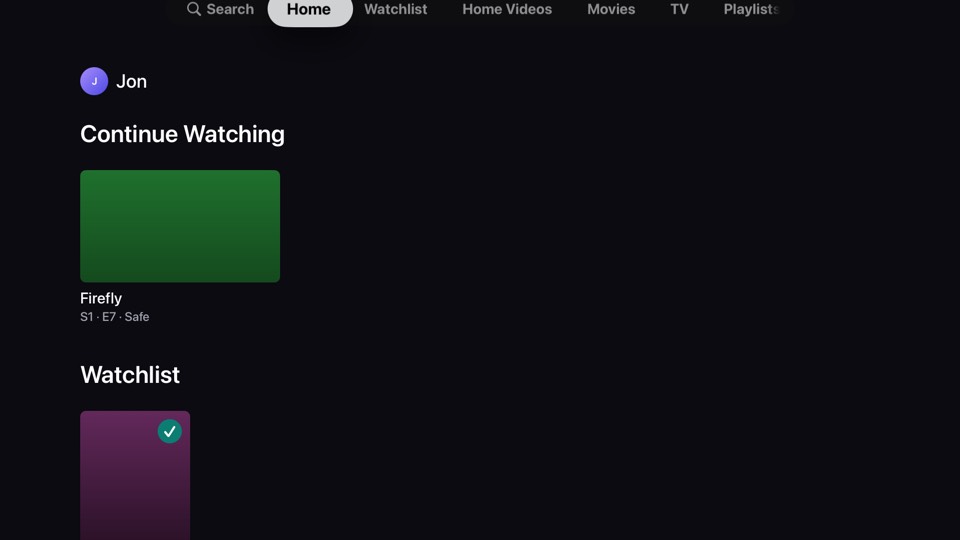 Search Home Watchlist Home Videos Movies TV Playlists
J Jon
Continue Watching
Firefly
S1 · E7 · Safe
Watchlist